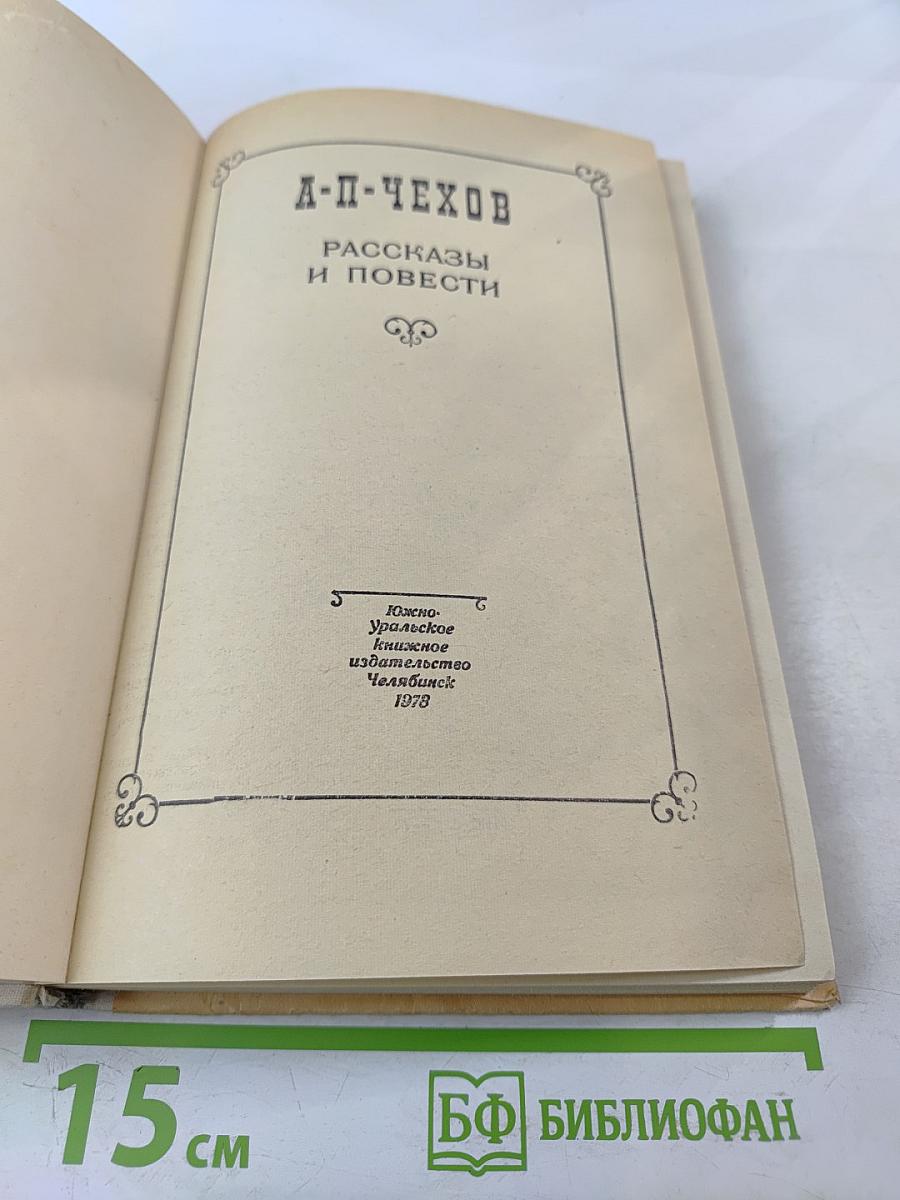 А-П-ЧЕХОВ
РАССКАЗЫ
И ПОВЕСТИ
Южно-
Уральское
книжное
издательство
Челябинск
1978
15 см
БФ БИБЛИОФАН